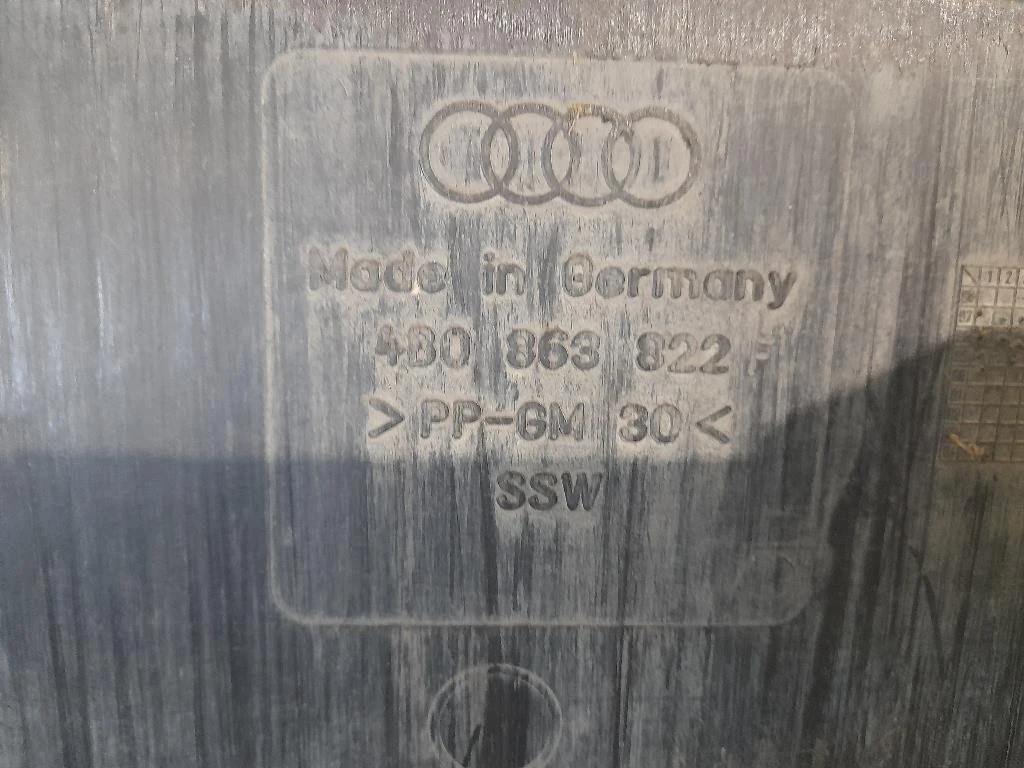 Made in Germany
4B0 863 822 F
>PP-GM 30<
SSW